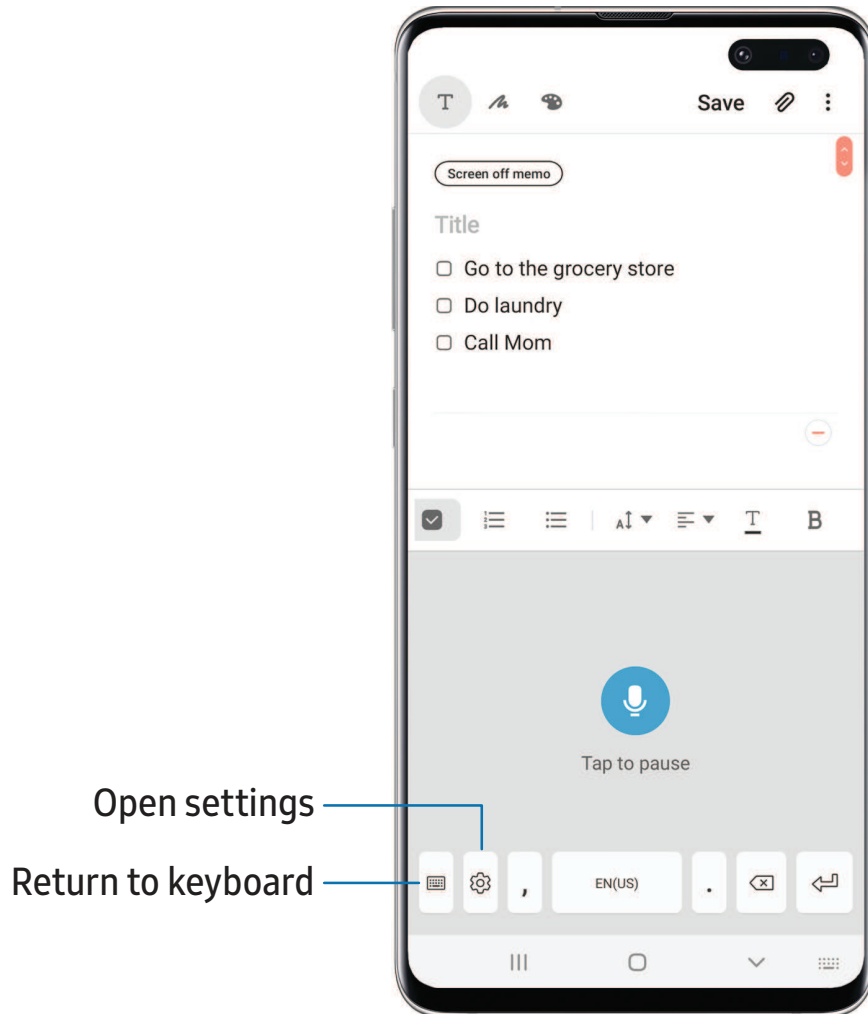 T
Save
Screen off memo
Title
Go to the grocery store
Do laundry
Call Mom
A
T
B
Tap to pause
Open settings
Return to keyboard
,
EN(US)
.